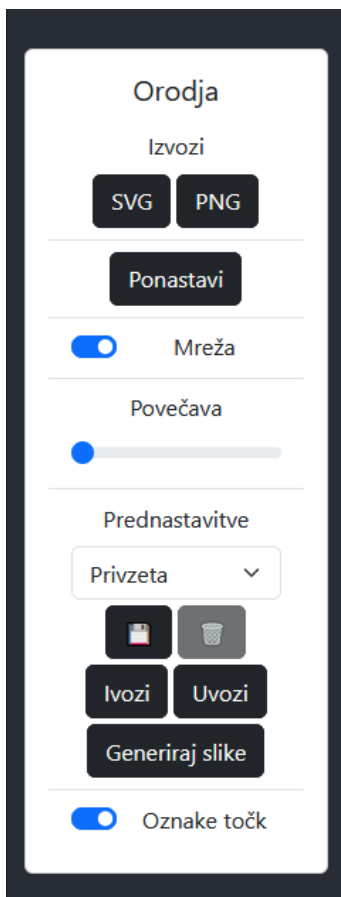 Orodja
Izvozi
SVG PNG
Ponastavi
Mreža
Povečava
Prednastavitve
Privzeta
Ivozi Uvozi
Generiraj slike
Oznake točk